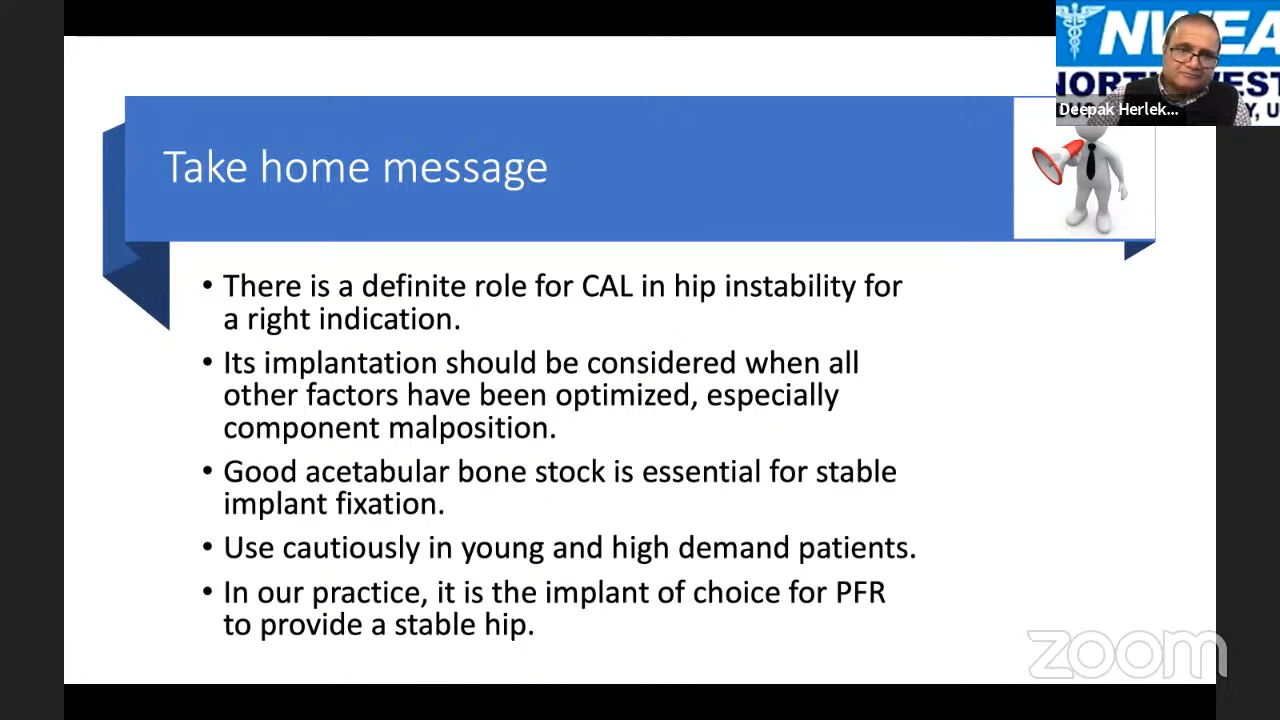 NWEA
NORTH WEST
Deepak Herlek...
Y, U
Take home message
• There is a definite role for CAL in hip instability for
a right indication.
• Its implantation should be considered when all
other factors have been optimized, especially
component malposition.
• Good acetabular bone stock is essential for stable
implant fixation.
• Use cautiously in young and high demand patients.
• In our practice, it is the implant of choice for PFR
to provide a stable hip.
zoom